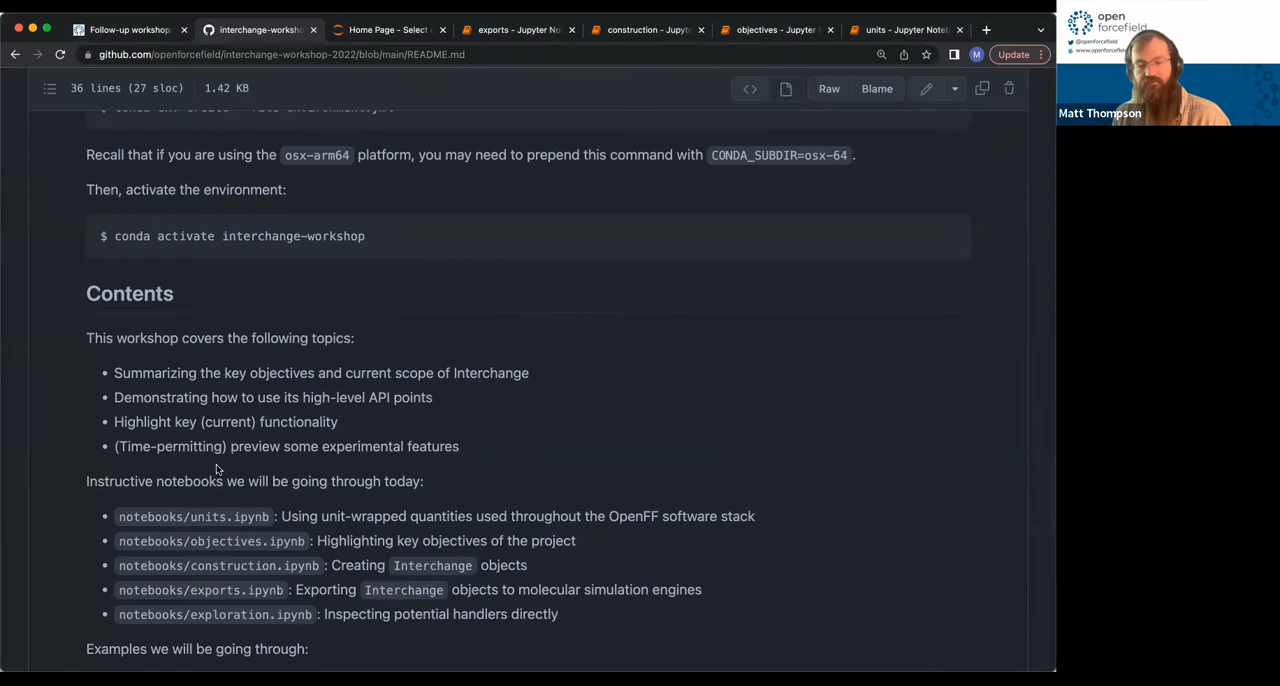 Follow-up workshop:
interchange-worksho
Home Page - Select o
exports - Jupyter No
construction - Jupyte
objectives - Jupyter
units - Jupyter Noteb
github.com/openforcefield/interchange-workshop-2022/blob/main/README.md
M
Update
open
forcefield
@openforcefield
www.openforcefiel
Matt Thompson
36 lines (27 sloc)
1.42 KB
Raw
Blame
Recall that if you are using the osx-arm64 platform, you may need to prepend this command with CONDA_SUBDIR=osx-64.
Then, activate the environment:
$ conda activate interchange-workshop
Contents
This workshop covers the following topics:
• Summarizing the key objectives and current scope of Interchange
• Demonstrating how to use its high-level API points
• Highlight key (current) functionality
• (Time-permitting) preview some experimental features
Instructive notebooks we will be going through today:
• notebooks/units.ipynb: Using unit-wrapped quantities used throughout the OpenFF software stack
• notebooks/objectives.ipynb: Highlighting key objectives of the project
• notebooks/construction.ipynb: Creating Interchange objects
• notebooks/exports.ipynb: Exporting Interchange objects to molecular simulation engines
• notebooks/exploration.ipynb: Inspecting potential handlers directly
Examples we will be going through: